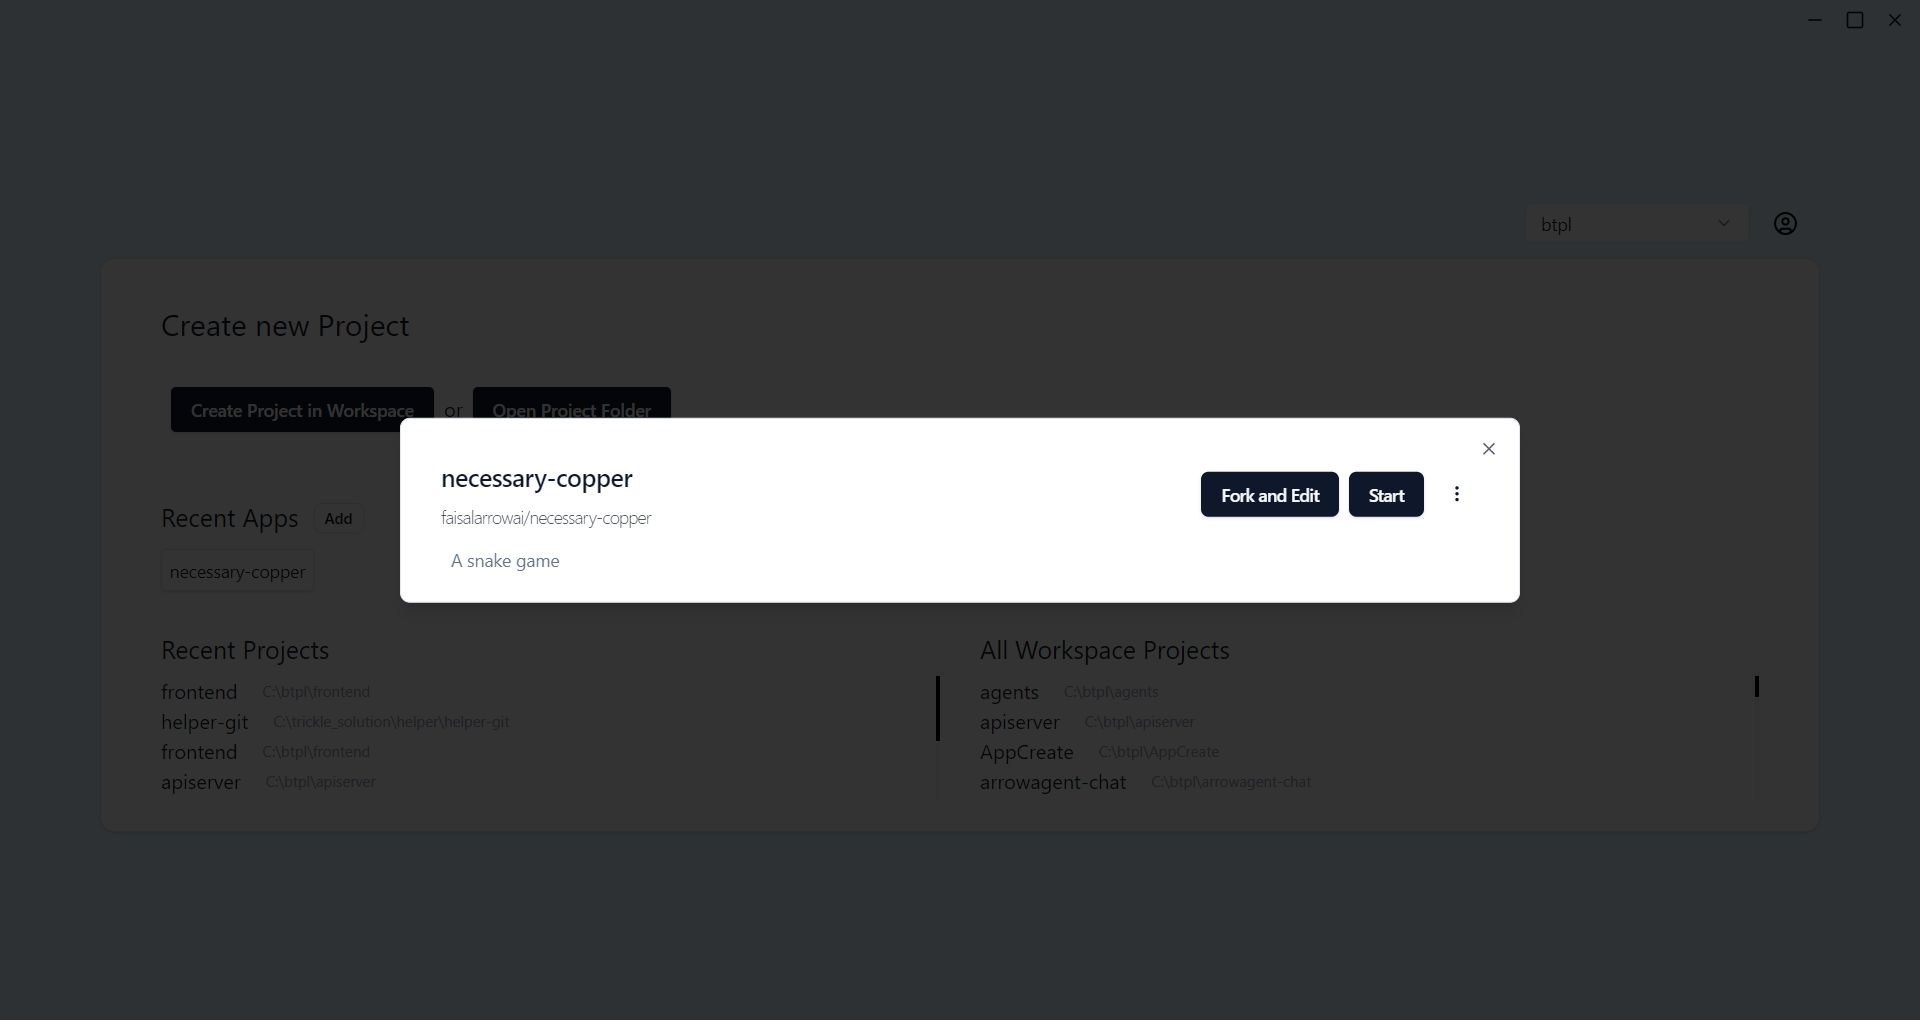 btpl
Create new Project
Create Project in Workspace or Open Project Folder
necessary-copper
faisalarrowai/necessary-copper
A snake game
Fork and Edit Start
Recent Apps Add
necessary-copper
Recent Projects
frontend C:\btpl\frontend
helper-git C:\trickle_solution\helper\helper-git
frontend C:\btpl\frontend
apiserver C:\btpl\apiserver
All Workspace Projects
agents C:\btpl\agents
apiserver C:\btpl\apiserver
AppCreate C:\btpl\AppCreate
arrowagent-chat C:\btpl\arrowagent-chat